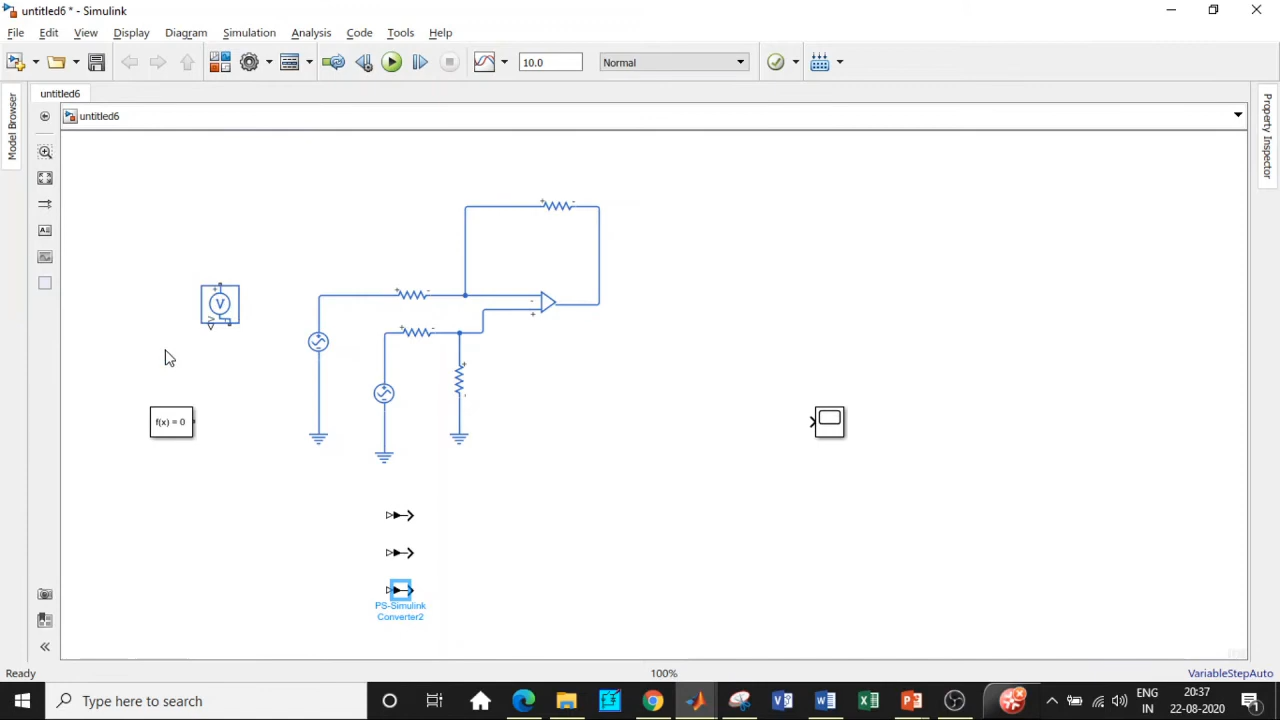 untitled6 * - Simulink
File Edit View Display Diagram Simulation Analysis Code Tools Help
10.0
Normal
untitled6
untitled6
Model Browser
Property Inspector
V
f(x) = 0
PS-Simulink
Converter2
Ready
100%
VariableStepAuto
Type here to search
ENG
IN
20:37
22-08-2020